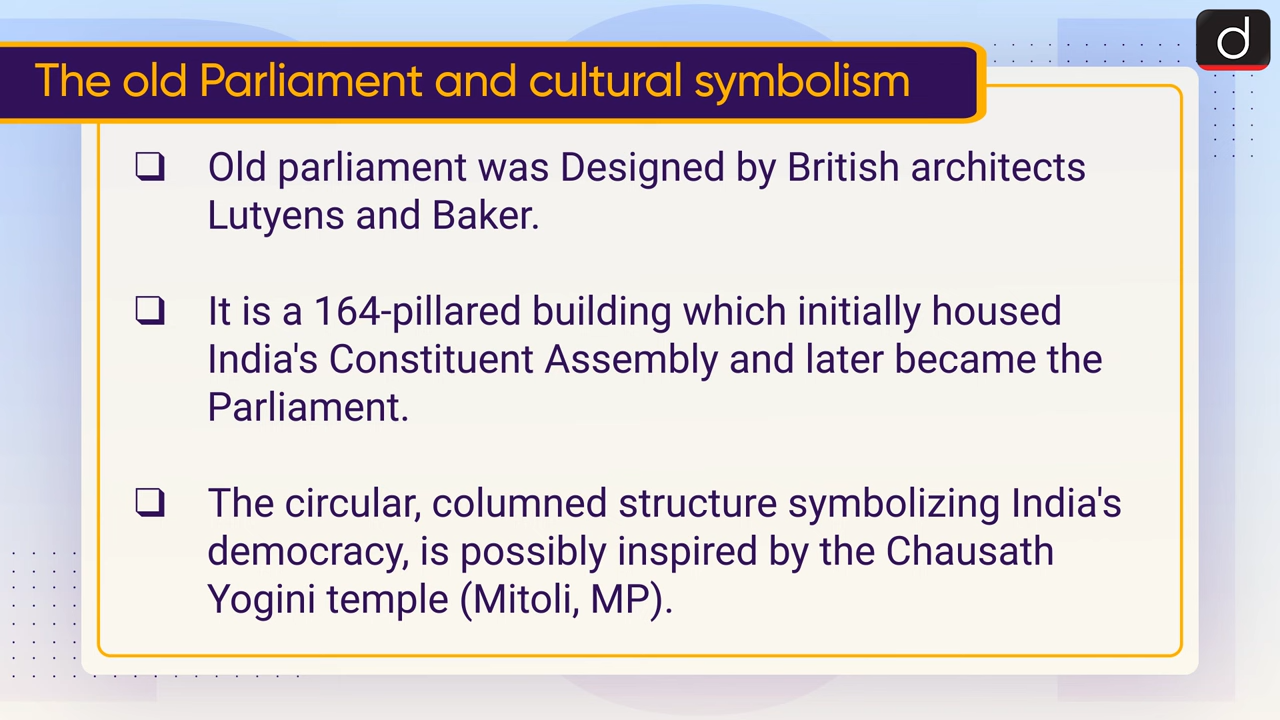 The old Parliament and cultural symbolism
d
❑ Old parliament was Designed by British architects
Lutyens and Baker.
❑ It is a 164-pillared building which initially housed
India's Constituent Assembly and later became the
Parliament.
❑ The circular, columned structure symbolizing India's
democracy, is possibly inspired by the Chausath
Yogini temple (Mitoli, MP).